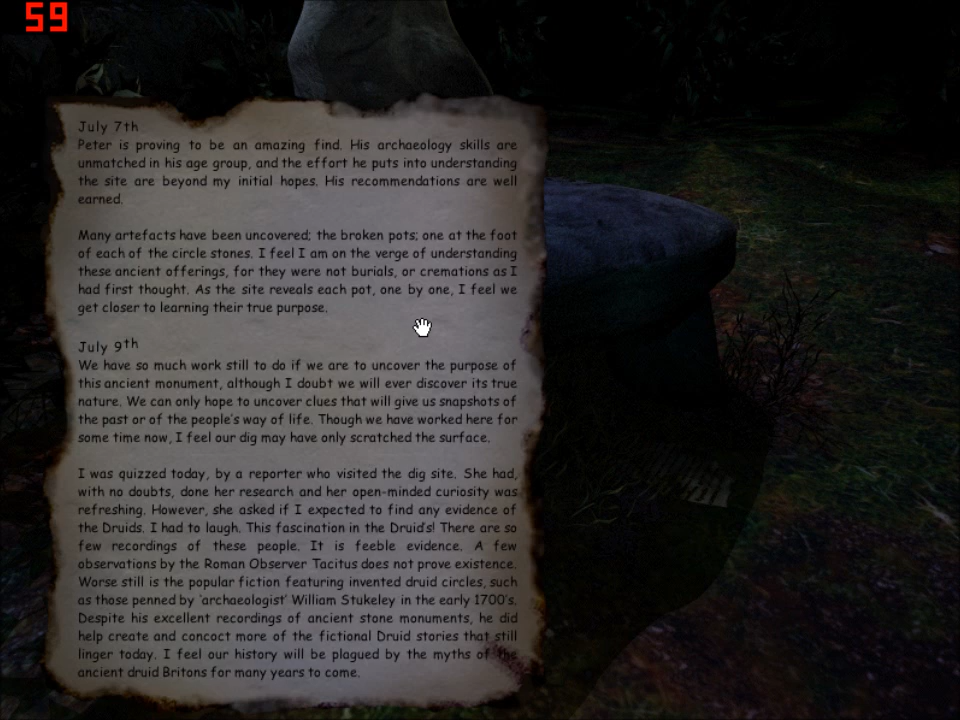 59
July 7th
Peter is proving to be an amazing find. His archaeology skills are
unmatched in his age group, and the effort he puts into understanding
the site are beyond my initial hopes. His recommendations are well
earned.
Many artefacts have been uncovered; the broken pots; one at the foot
of each of the circle stones. I feel I am on the verge of understanding
these ancient offerings, for they were not burials, or cremations as I
had first thought. As the site reveals each pot, one by one, I feel we
get closer to learning their true purpose.
July 9th
We have so much work still to do if we are to uncover the purpose of
this ancient monument, although I doubt we will ever discover its true
nature. We can only hope to uncover clues that will give us snapshots of
the past or of the people's way of life. Though we have worked here for
some time now, I feel our dig may have only scratched the surface.
I was quizzed today, by a reporter who visited the dig site. She had,
with no doubts, done her research and her open-minded curiosity was
refreshing. However, she asked if I expected to find any evidence of
the Druids. I had to laugh. This fascination in the Druid's! There are so
few recordings of these people. It is feeble evidence. A few
observations by the Roman Observer Tacitus does not prove existence.
Worse still is the popular fiction featuring invented druid circles, such
as those penned by 'archaeologist' William Stukeley in the early 1700's.
Despite his excellent recordings of ancient stone monuments, he did
help create and concoct more of the fictional Druid stories that still
linger today. I feel our history will be plagued by the myths of the
ancient druid Britons for many years to come.